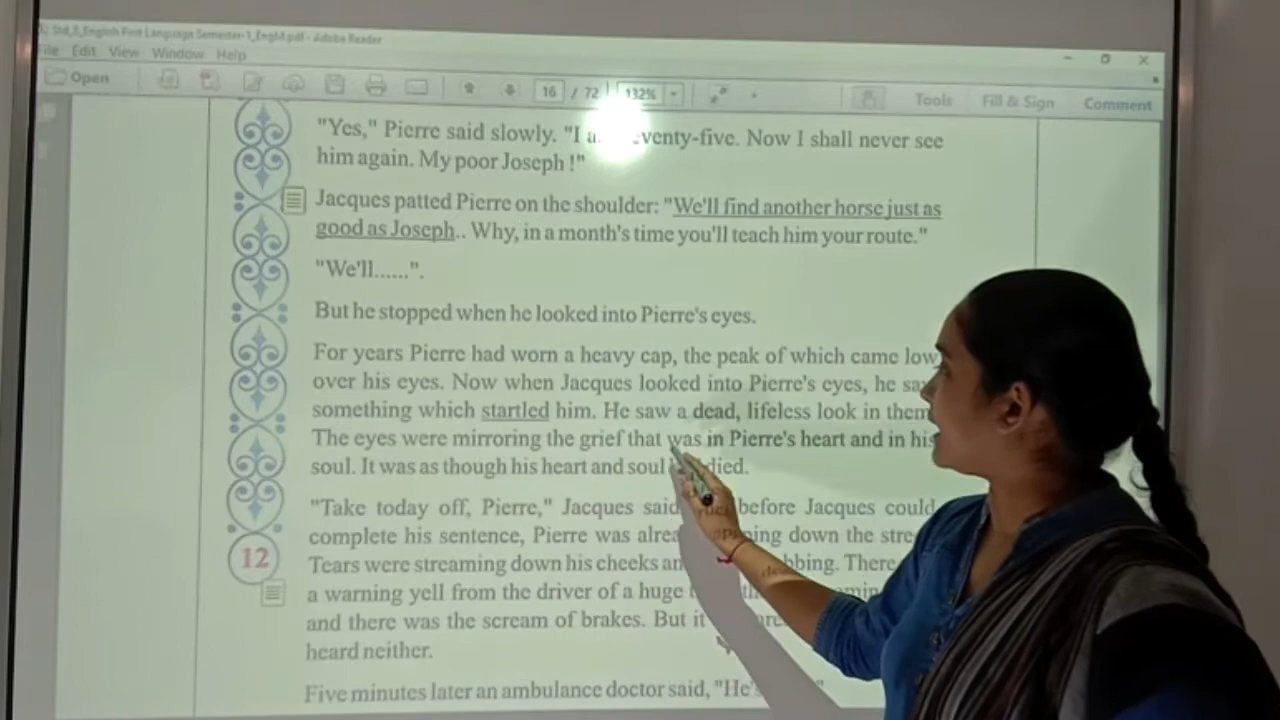 Std_8_English First Language Semester-1_EngM.pdf - Adobe Reader
File Edit View Window Help
Open 16 / 72 132% Tools Fill & Sign Comment
"Yes," Pierre said slowly. "I seventy-five. Now I shall never see
him again. My poor Joseph !"
Jacques patted Pierre on the shoulder: "We'll find another horse just as
good as Joseph.. Why, in a month's time you'll teach him your route."
"We'll......".
But he stopped when he looked into Pierre's eyes.
For years Pierre had worn a heavy cap, the peak of which came low
over his eyes. Now when Jacques looked into Pierre's eyes, he
something which startled him. He saw a dead, lifeless look in them
The eyes were mirroring the grief that was in Pierre's heart and in his
soul. It was as though his heart and soul died.
"Take today off, Pierre," Jacques said before Jacques could
complete his sentence, Pierre was down the
Tears were streaming down his cheeks There
a warning yell from the driver of a huge
and there was the scream of brakes. But it
heard neither.
12
Five minutes later an ambulance doctor said, "He's